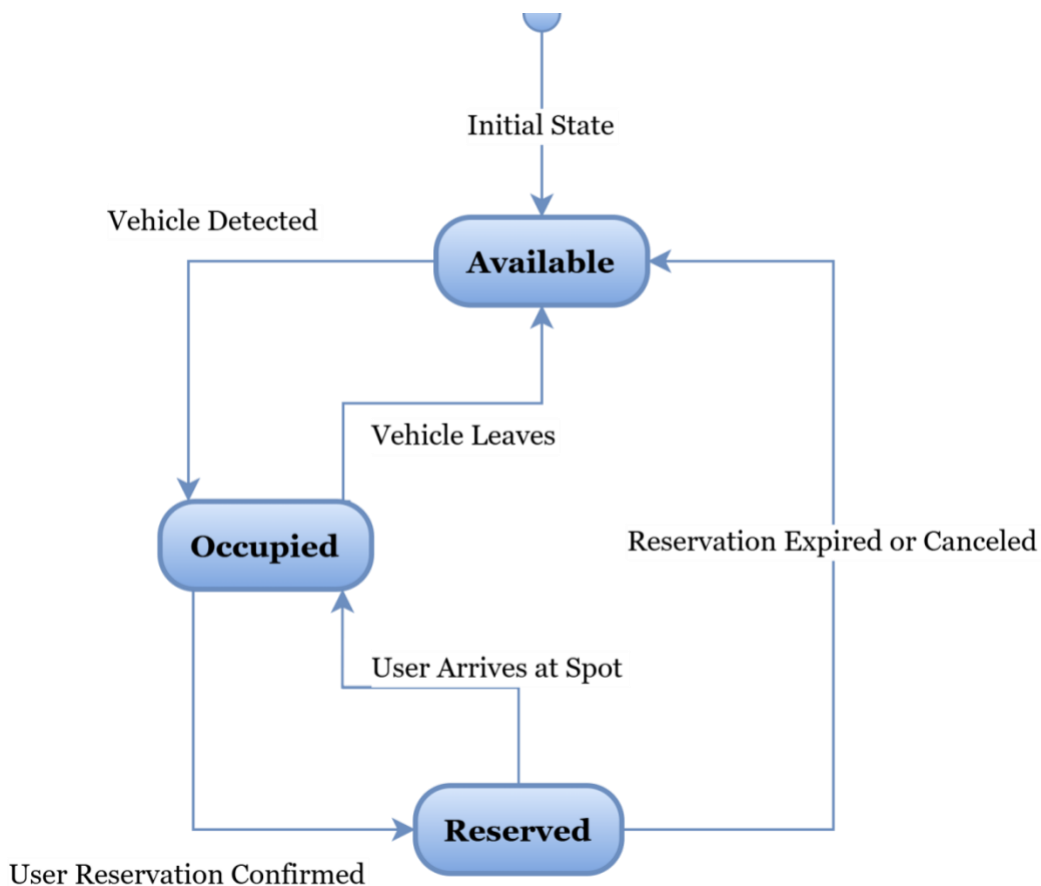 Initial State
Vehicle Detected
Available
Vehicle Leaves
Occupied
Reservation Expired or Canceled
User Arrives at Spot
Reserved
User Reservation Confirmed